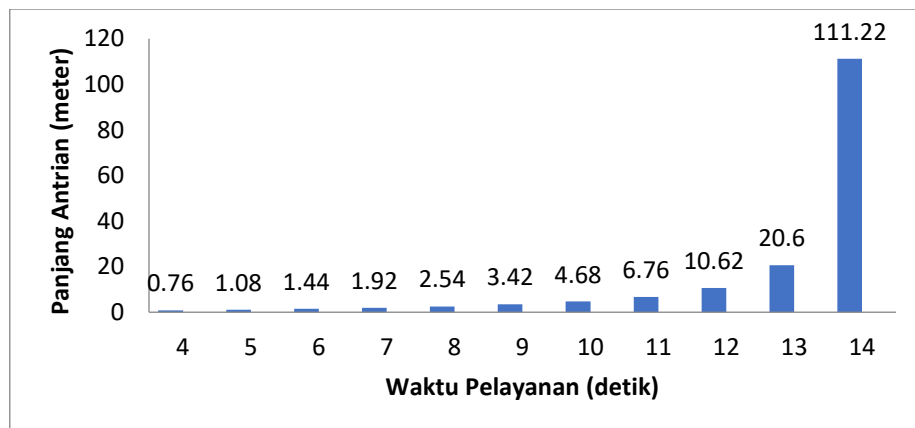 Panjang Antrian (meter)
120
100
80
60
40
20
0
0.76 1.08 1.44 1.92 2.54 3.42 4.68 6.76 10.62 20.6 111.22
4 5 6 7 8 9 10 11 12 13 14
Waktu Pelayanan (detik)